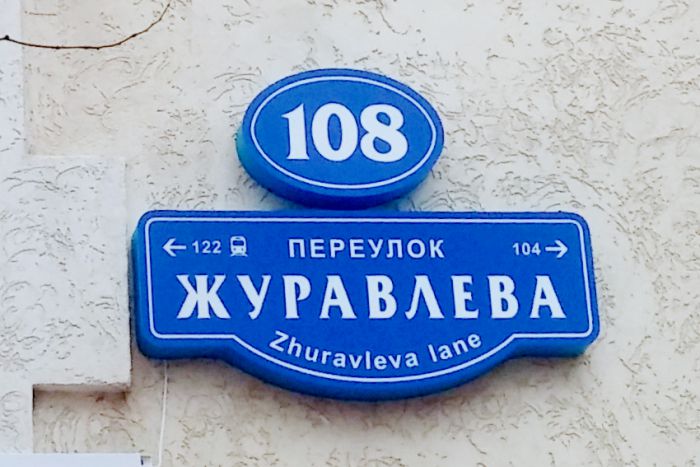 108
← 122 ПЕРЕУЛОК 104 →
ЖУРАВЛЕВА
Zhuravleva lane